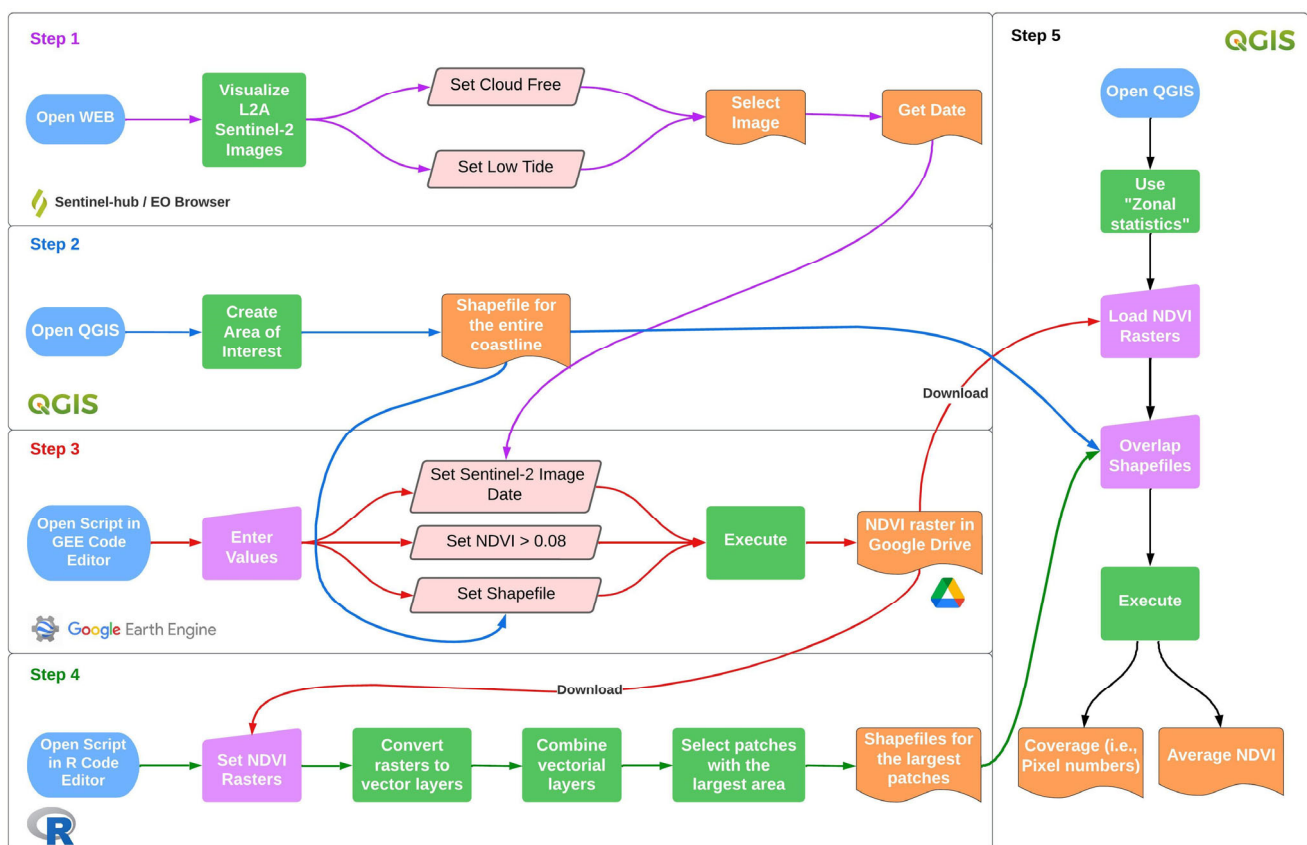 Step 1
Open WEB
Visualize
L2A
Sentinel-2
Images
Set Cloud Free
Set Low Tide
Select
Image
Get Date
Sentinel-hub / EO Browser
Step 2
Open QGIS
Create
Area of
Interest
Shapefile for
the entire
coastline
QGIS
Step 3
Open Script in
GEE Code
Editor
Enter
Values
Set Sentinel-2 Image
Date
Set NDVI > 0.08
Set Shapefile
Execute
NDVI raster in
Google Drive
Download
Google Earth Engine
Step 4
Download
Open Script
in R Code
Editor
Set NDVI
Rasters
Convert
rasters to
vector layers
Combine
vectorial
layers
Select patches
with the
largest area
Shapefiles for
the largest
patches
R
Step 5
QGIS
Open QGIS
Use
"Zonal
statistics"
Load NDVI
Rasters
Overlap
Shapefiles
Execute
Coverage (i.e.,
Pixel numbers)
Average NDVI